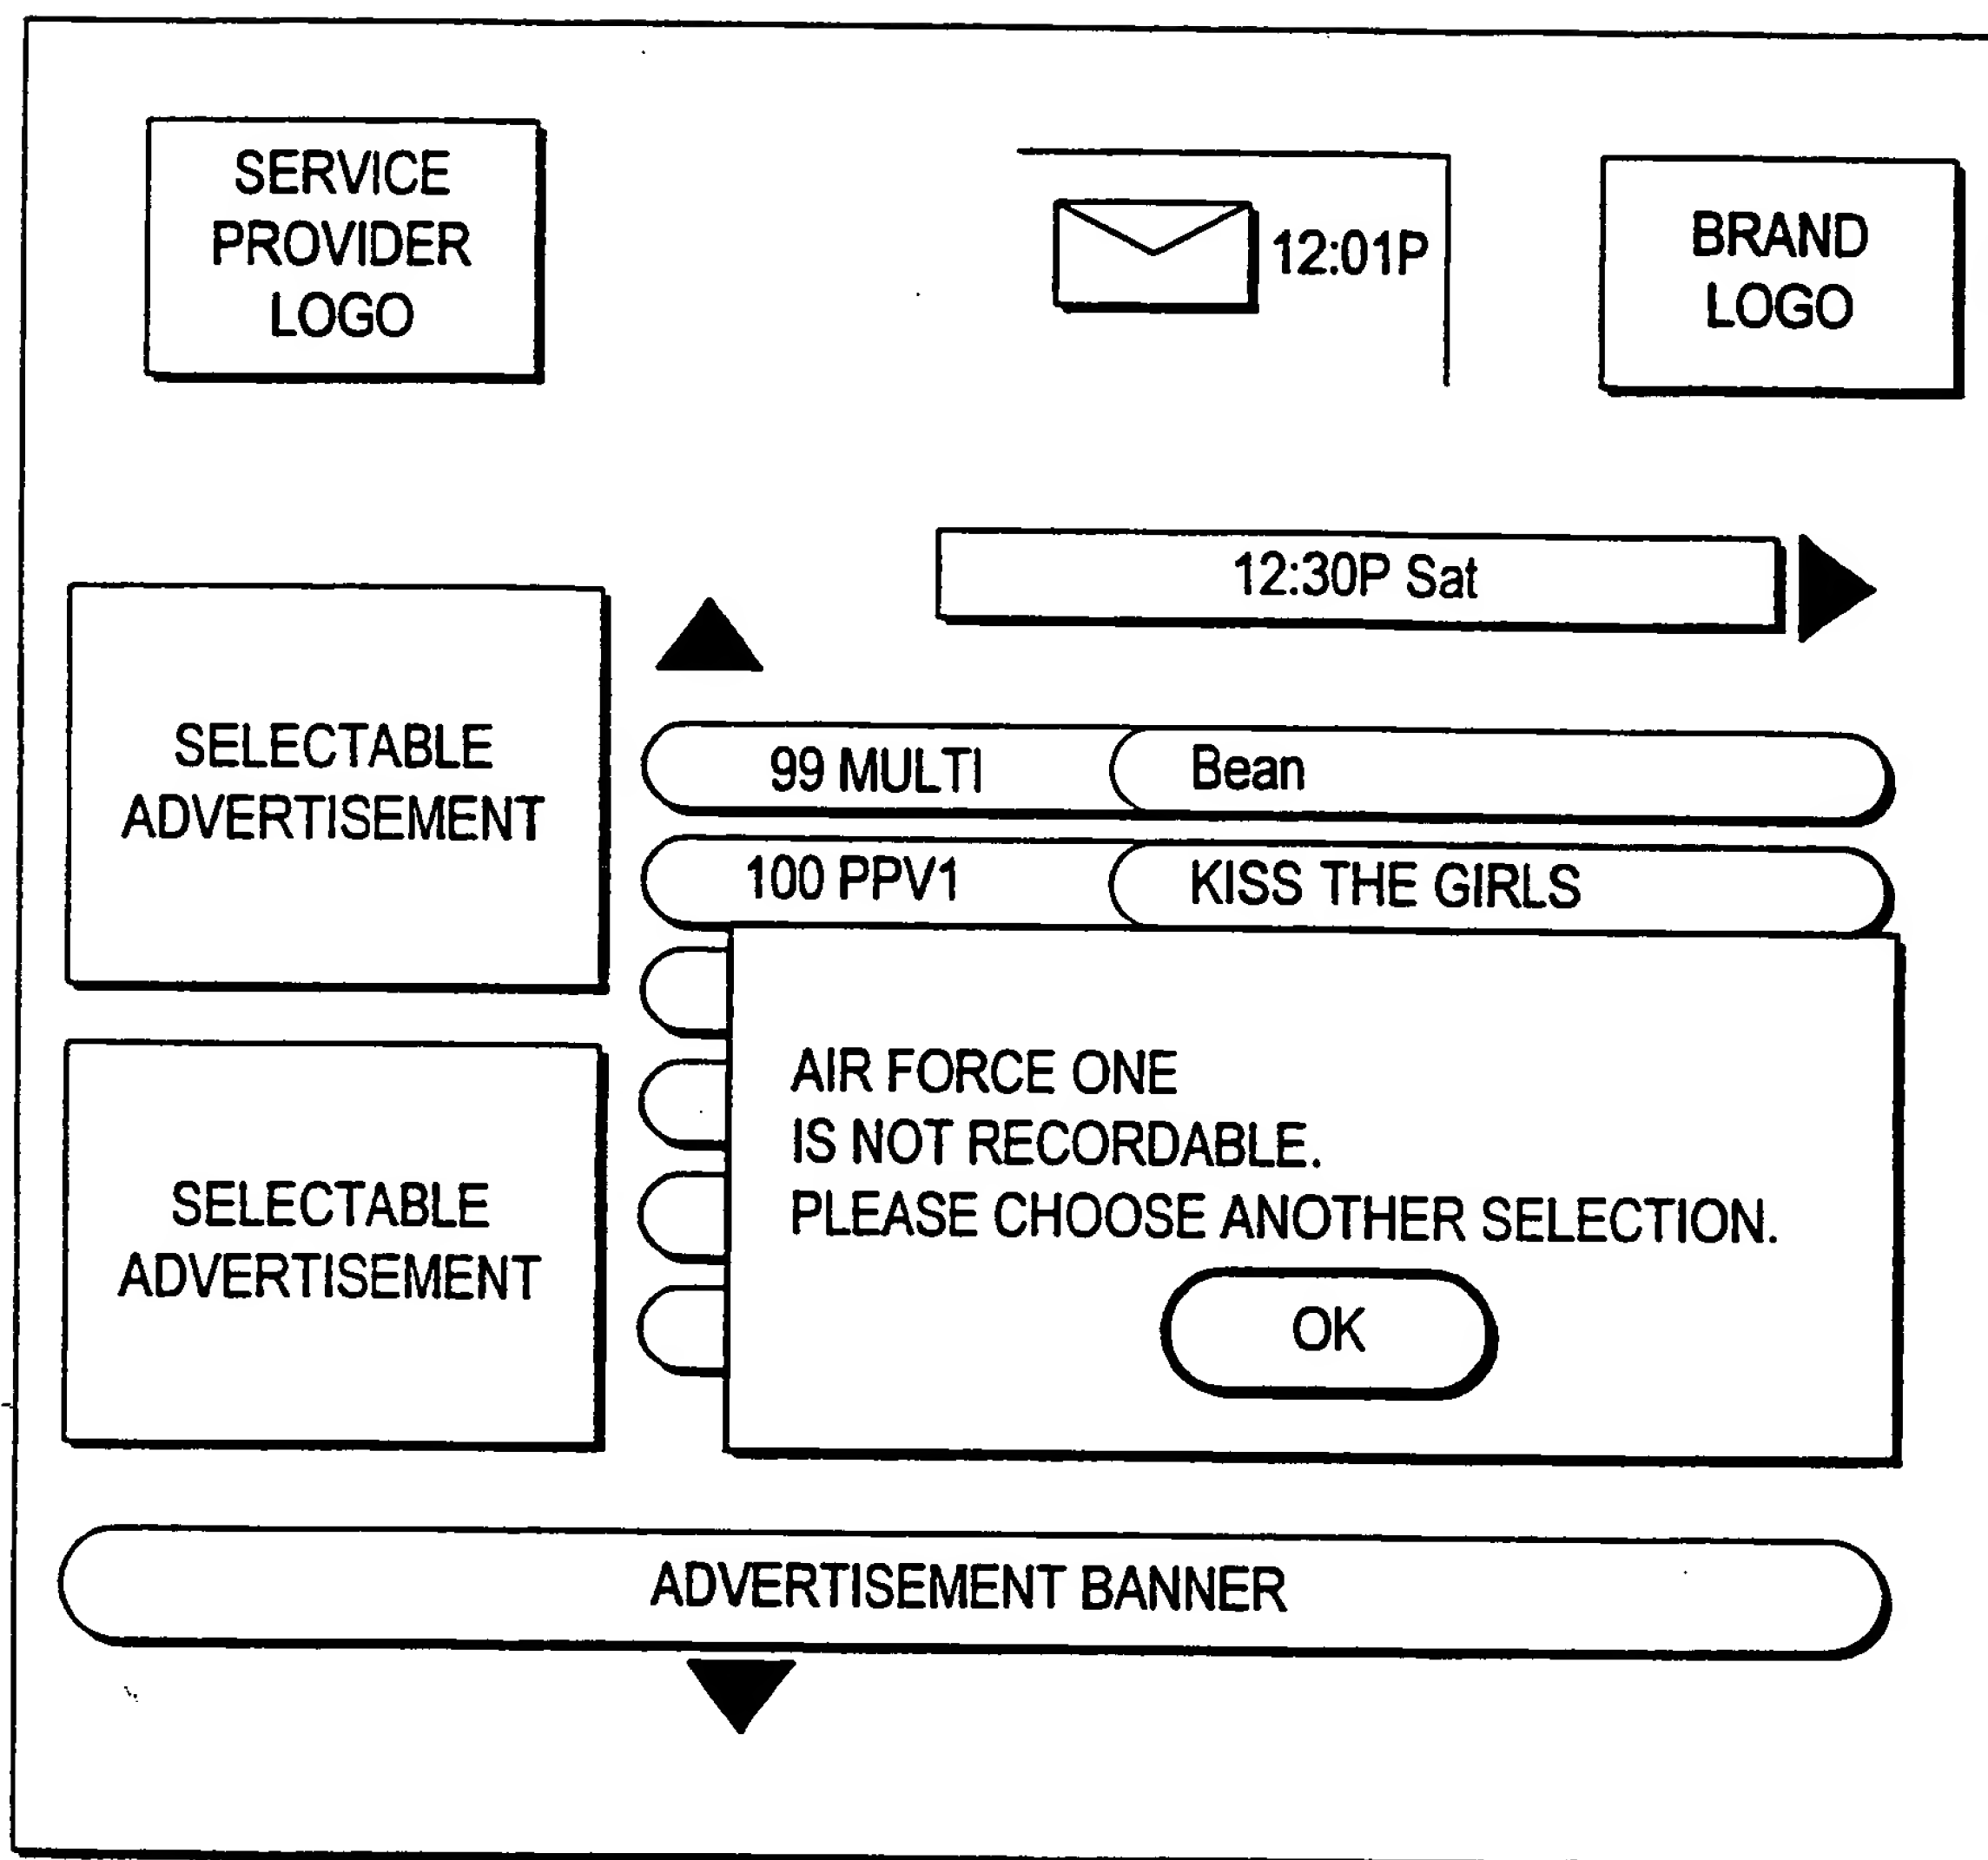 SERVICE
PROVIDER
LOGO
12:01P
BRAND
LOGO
12:30P Sat
SELECTABLE
ADVERTISEMENT
99 MULTI Bean
100 PPV1 KISS THE GIRLS
AIR FORCE ONE
IS NOT RECORDABLE.
PLEASE CHOOSE ANOTHER SELECTION.
OK
SELECTABLE
ADVERTISEMENT
ADVERTISEMENT BANNER